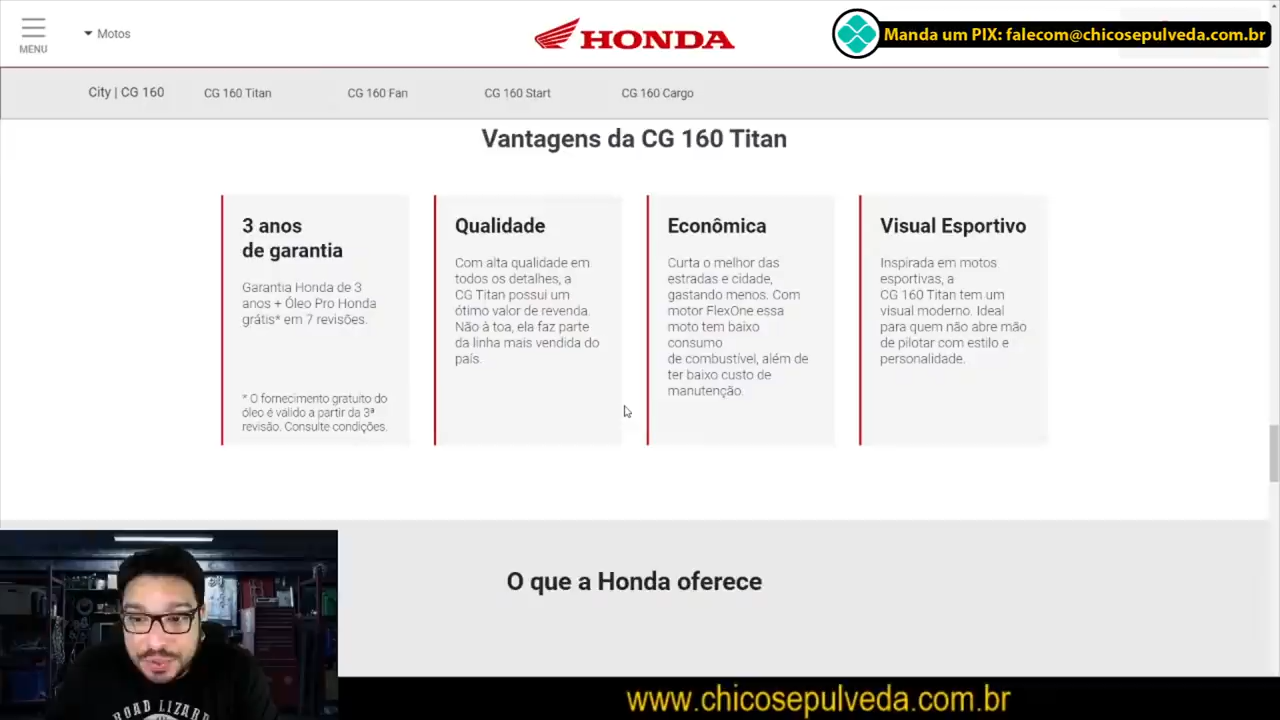 MENU
Motos
HONDA
Manda um PIX: falecom@chicosepulveda.com.br
City | CG 160
CG 160 Titan
CG 160 Fan
CG 160 Start
CG 160 Cargo
Vantagens da CG 160 Titan
3 anos
de garantia
Garantia Honda de 3
anos + Óleo Pro Honda
grátis* em 7 revisões.
* O fornecimento gratuito do
óleo é válido a partir da 3ª
revisão. Consulte condições.
Qualidade
Com alta qualidade em
todos os detalhes, a
CG Titan possui um
ótimo valor de revenda.
Não à toa, ela faz parte
da linha mais vendida do
país.
Econômica
Curta o melhor das
estradas e cidade,
gastando menos. Com
motor FlexOne essa
moto tem baixo
consumo
de combustível, além de
ter baixo custo de
manutenção.
Visual Esportivo
Inspirada em motos
esportivas, a
CG 160 Titan tem um
visual moderno. Ideal
para quem não abre mão
de pilotar com estilo e
personalidade.
O que a Honda oferece
ROAD LIZARD
www.chicosepulveda.com.br